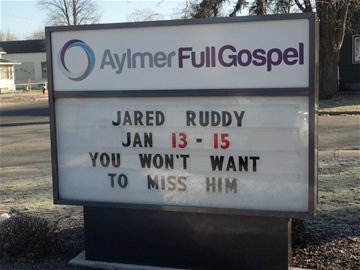 Aylmer Full Gospel
JARED RUDDY
JAN 13 - 15
YOU WON'T WANT
TO MISS HIM